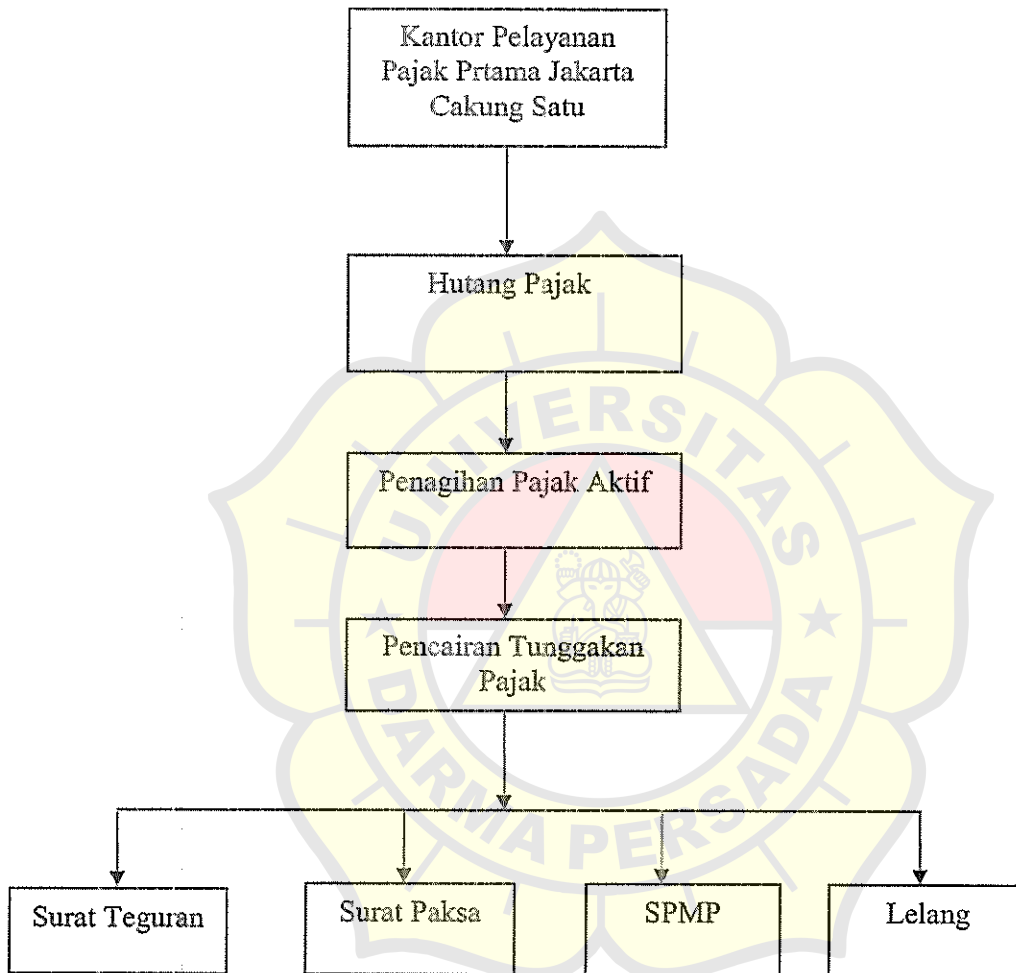 Kantor Pelayanan
Pajak Prtama Jakarta
Cakung Satu
Hutang Pajak
UNIVERSITAS
Penagihan Pajak Aktif
Pencairan Tunggakan
Pajak
DARMA PERSADA
Surat Teguran
Surat Paksa
SPMP
Lelang